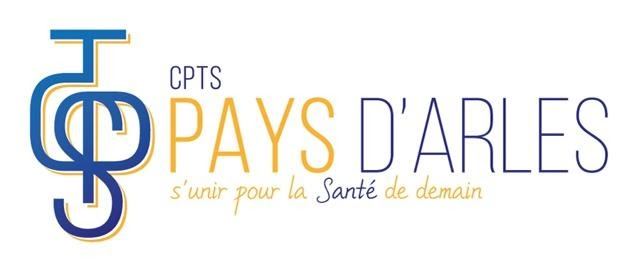 CPTS
PAYS D'ARLES
s'unir pour la Santé de demain